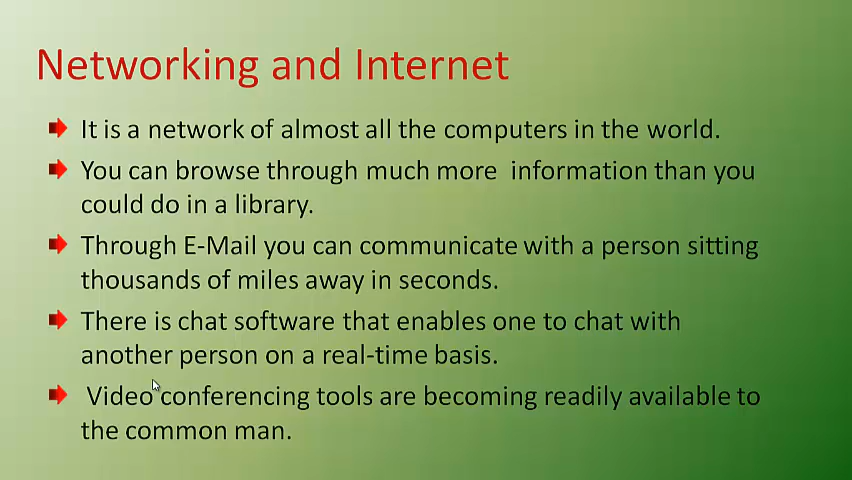 Networking and Internet
It is a network of almost all the computers in the world.
You can browse through much more information than you
could do in a library.
Through E-Mail you can communicate with a person sitting
thousands of miles away in seconds.
There is chat software that enables one to chat with
another person on a real-time basis.
Video conferencing tools are becoming readily available to
the common man.